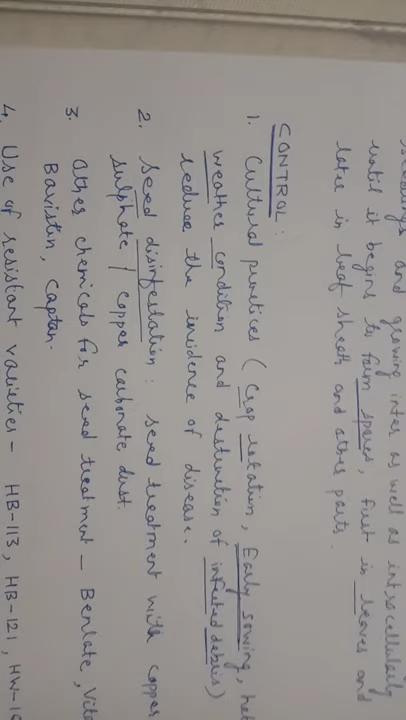 and growing inter as well as intracellularly
until it begins to form spores, first in leaves and
late in leaf sheath and other parts.
CONTROL:
1. Cultural practices (Crop rotation, Early sowing,
weather condition and destruction of infected debris)
reduce the incidence of disease.
2. Seed disinfestation: seed treatment with copper
sulphate / copper carbonate dust.
3. Other chemicals for seed treatment - Benlate,
Bavistin, Captan.
4. Use of resistant varieties - HB-113, HB-121,